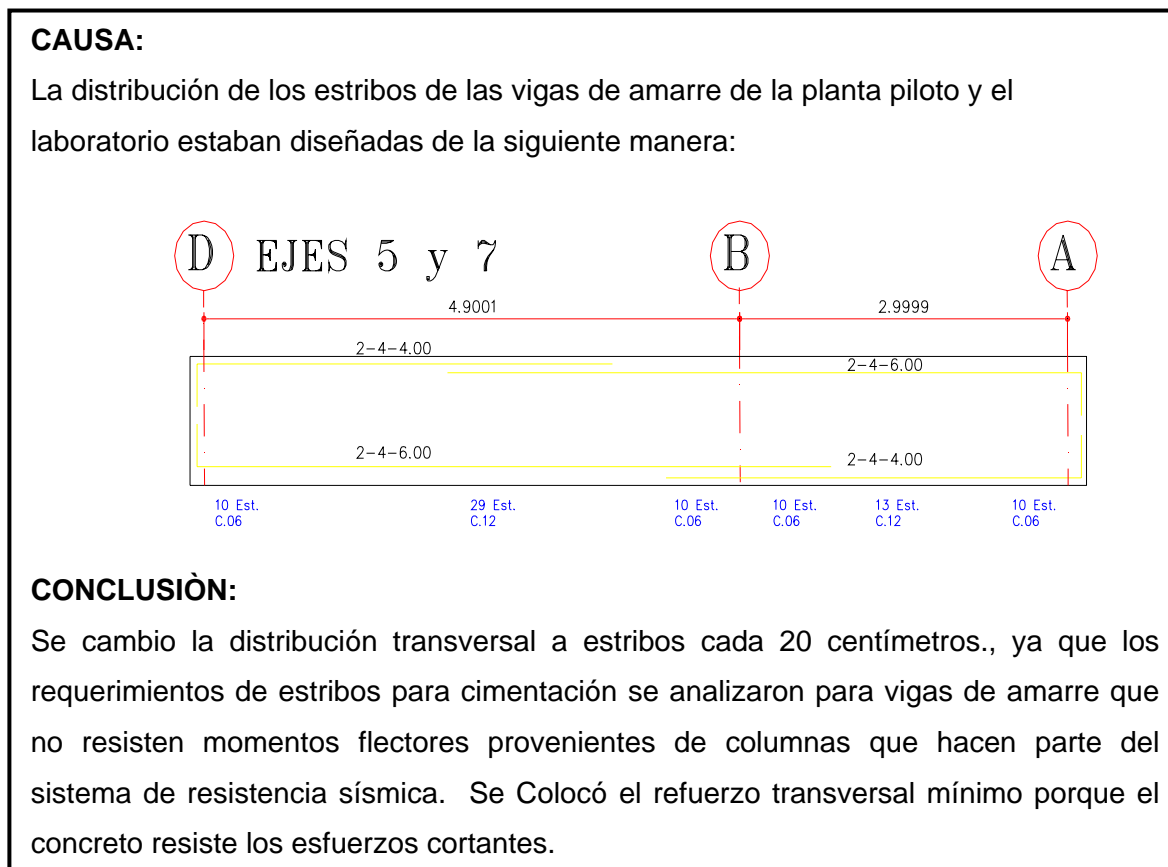 CAUSA:
La distribución de los estribos de las vigas de amarre de la planta piloto y el
laboratorio estaban diseñadas de la siguiente manera:
D EJES 5 y 7 B A
4.9001 2.9999
2-4-4.00
2-4-6.00
2-4-6.00 2-4-4.00
10 Est. 29 Est. 10 Est. 10 Est. 13 Est. 10 Est.
C.06 C.12 C.06 C.06 C.12 C.06
CONCLUSIÒN:
Se cambio la distribución transversal a estribos cada 20 centímetros., ya que los
requerimientos de estribos para cimentación se analizaron para vigas de amarre que
no resisten momentos flectores provenientes de columnas que hacen parte del
sistema de resistencia sísmica. Se Colocó el refuerzo transversal mínimo porque el
concreto resiste los esfuerzos cortantes.